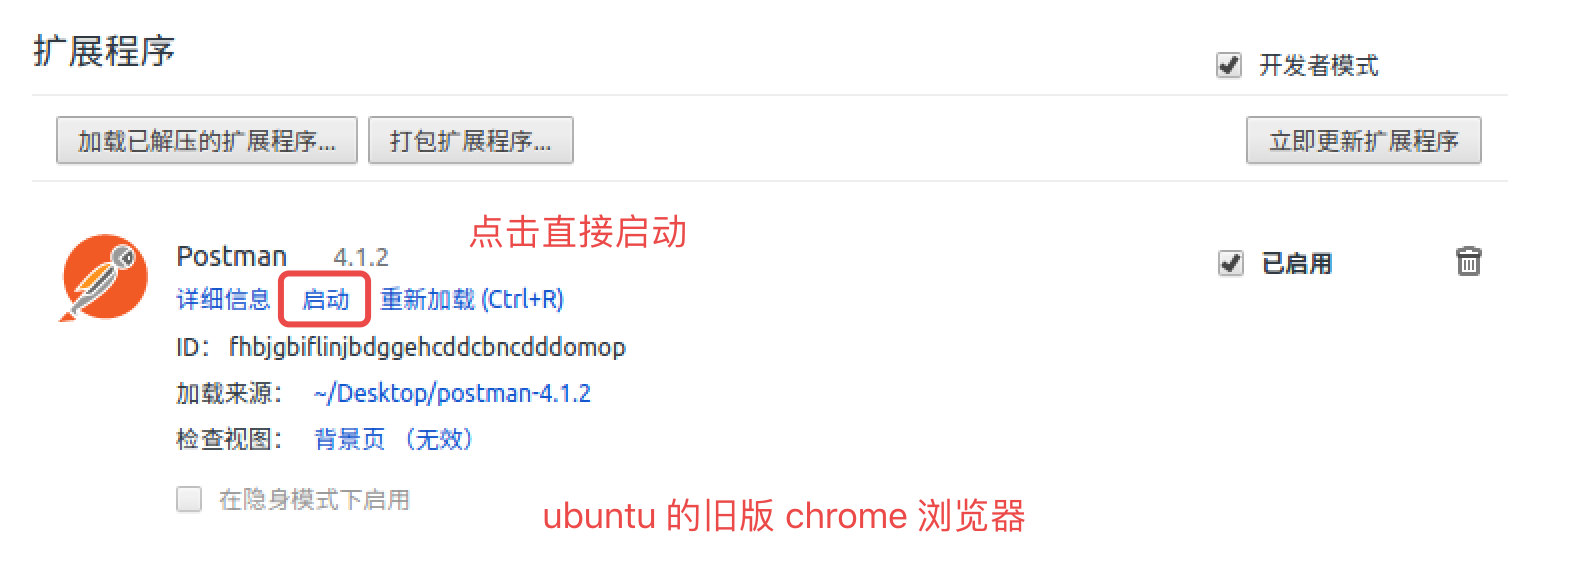 扩展程序
开发者模式
加载已解压的扩展程序...
打包扩展程序...
立即更新扩展程序
点击直接启动
Postman 4.1.2
已启用
详细信息 启动 重新加载 (Ctrl+R)
ID: fhbjgbiflinjbdggehcddcbncdddomop
加载来源: ~/Desktop/postman-4.1.2
检查视图: 背景页 （无效）
在隐身模式下启用
ubuntu 的旧版 chrome 浏览器